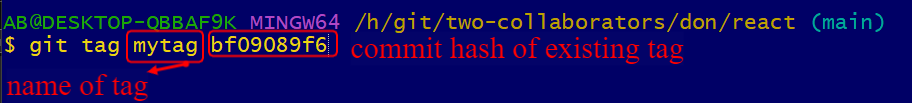 AB@DESKTOP-QBBAF9K MINGW64 /h/git/two-collaborators/don/react (main)
$ git tag mytag bf09089f6 commit hash of existing tag
name of tag